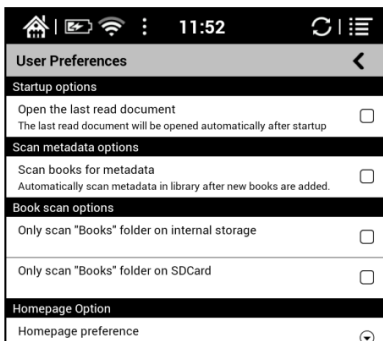 11:52
User Preferences
Startup options
Open the last read document
The last read document will be opened automatically after startup
Scan metadata options
Scan books for metadata
Automatically scan metadata in library after new books are added.
Book scan options
Only scan "Books" folder on internal storage
Only scan "Books" folder on SDCard
Homepage Option
Homepage preference